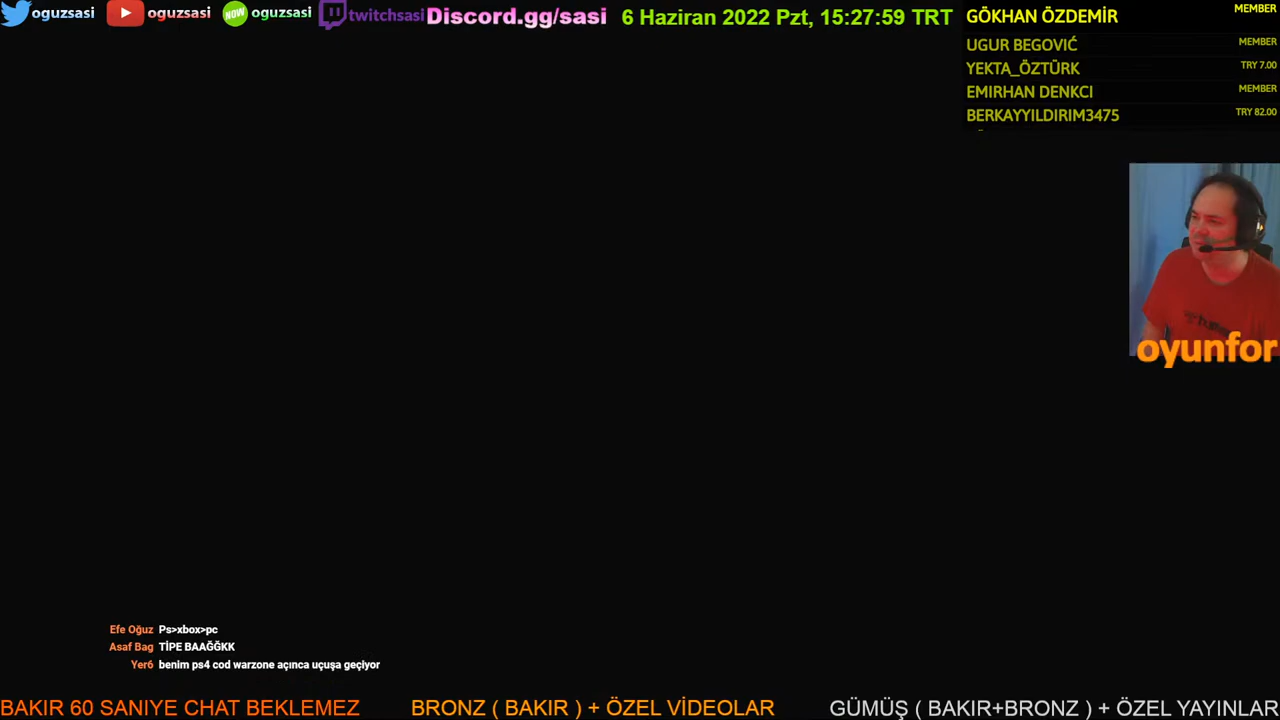 oguzsasi
oguzsasi
NOW oguzsasi
twitchsasi
Discord.gg/sasi
6 Haziran 2022 Pzt, 15:27:59 TRT
GÖKHAN ÖZDEMİR MEMBER
UGUR BEGOVIĆ MEMBER
YEKTA_ÖZTÜRK TRY 7.00
EMIRHAN DENKCI MEMBER
BERKAYYILDIRIM3475 TRY 82.00
oyunfor
Efe Oğuz Ps>xbox>pc
Asaf Bag TİPE BAAĞĞKK
Yer6 benim ps4 cod warzone açınca uçuşa geçiyor
BAKIR 60 SANIYE CHAT BEKLEMEZ
BRONZ ( BAKIR ) + ÖZEL VİDEOLAR
GÜMÜŞ ( BAKIR+BRONZ ) + ÖZEL YAYINLAR